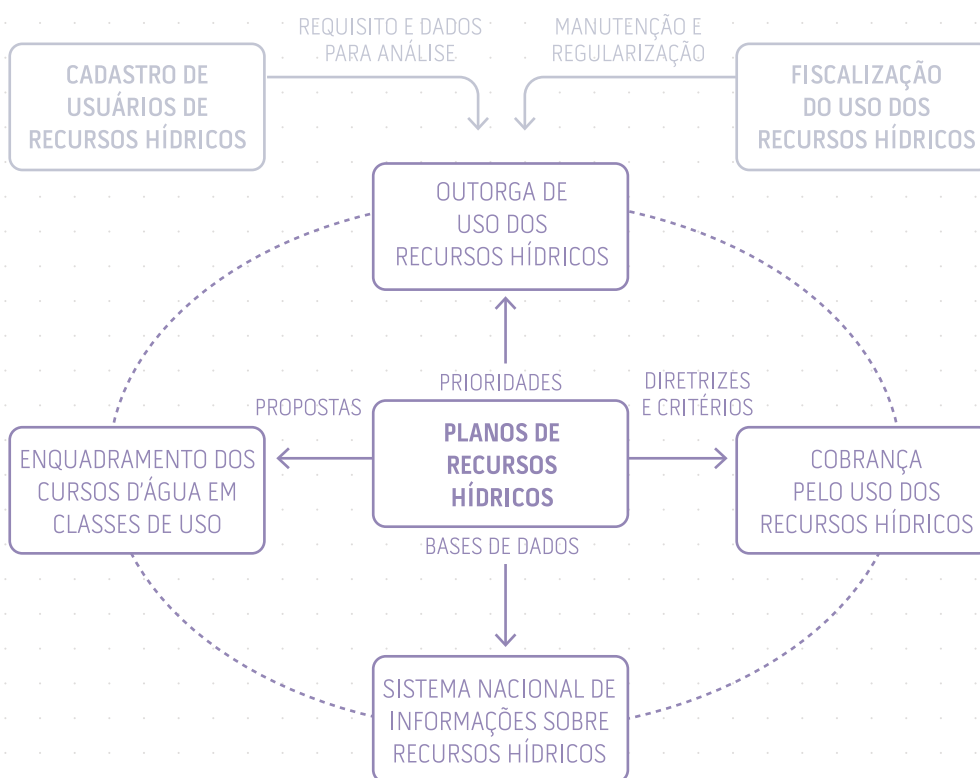 REQUISITO E DADOS
PARA ANÁLISE
MANUTENÇÃO E
REGULARIZAÇÃO
CADASTRO DE
USUÁRIOS DE
RECURSOS HÍDRICOS
FISCALIZAÇÃO
DO USO DOS
RECURSOS HÍDRICOS
OUTORGA DE
USO DOS
RECURSOS HÍDRICOS
PRIORIDADES
PROPOSTAS
DIRETRIZES
E CRITÉRIOS
ENQUADRAMENTO DOS
CURSOS D'ÁGUA EM
CLASSES DE USO
PLANOS DE
RECURSOS
HÍDRICOS
COBRANÇA
PELO USO DOS
RECURSOS HÍDRICOS
BASES DE DADOS
SISTEMA NACIONAL DE
INFORMAÇÕES SOBRE
RECURSOS HÍDRICOS